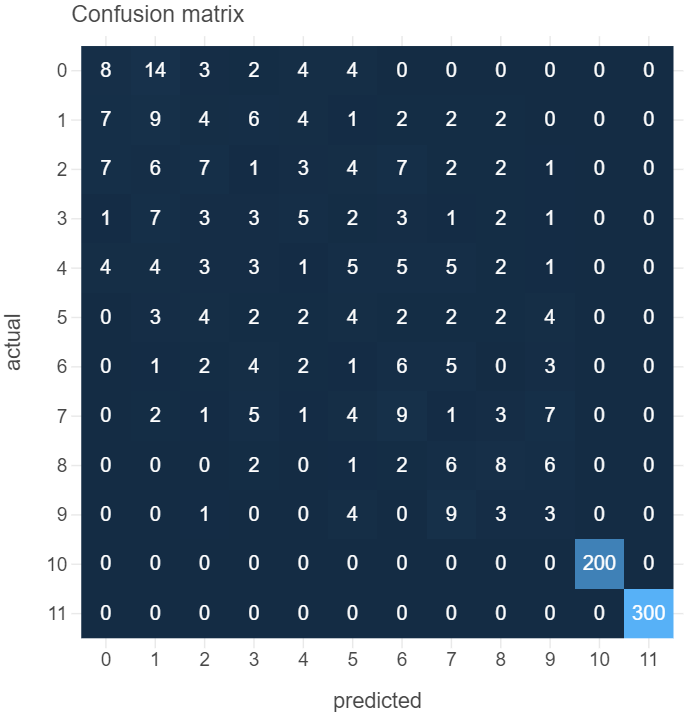 Confusion matrix
0 8 14 3 2 4 4 0 0 0 0 0 0
1 7 9 4 6 4 1 2 2 2 0 0 0
2 7 6 7 1 3 4 7 2 2 1 0 0
3 1 7 3 3 5 2 3 1 2 1 0 0
4 4 4 3 3 1 5 5 5 2 1 0 0
5 0 3 4 2 2 4 2 2 2 4 0 0
6 0 1 2 4 2 1 6 5 0 3 0 0
7 0 2 1 5 1 4 9 1 3 7 0 0
8 0 0 0 2 0 1 2 6 8 6 0 0
9 0 0 1 0 0 4 0 9 3 3 0 0
10 0 0 0 0 0 0 0 0 0 0 200 0
11 0 0 0 0 0 0 0 0 0 0 0 300
0 1 2 3 4 5 6 7 8 9 10 11
predicted
actual